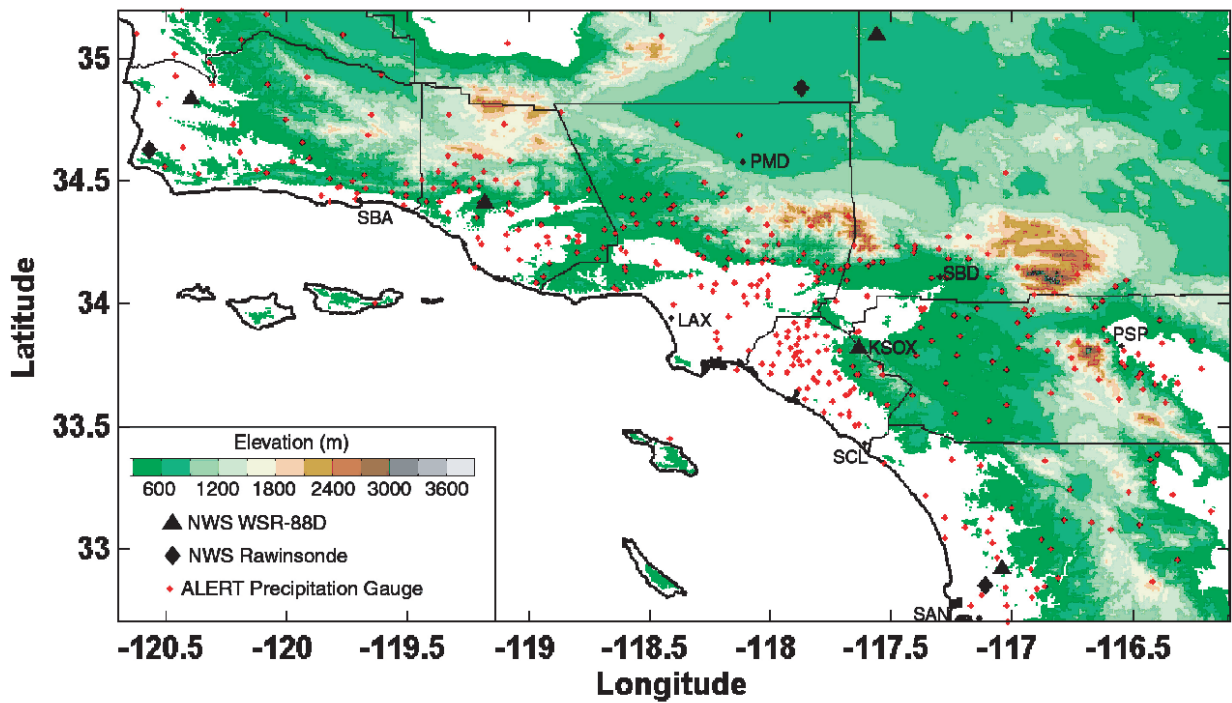 35
34.5
34
33.5
33
Latitude
PMD
SBA
SBD
LAX
KSOX
PSP
SCL
SAN
Elevation (m)
600 1200 1800 2400 3000 3600
NWS WSR-88D
NWS Rawinsonde
ALERT Precipitation Gauge
-120.5 -120 -119.5 -119 -118.5 -118 -117.5 -117 -116.5
Longitude